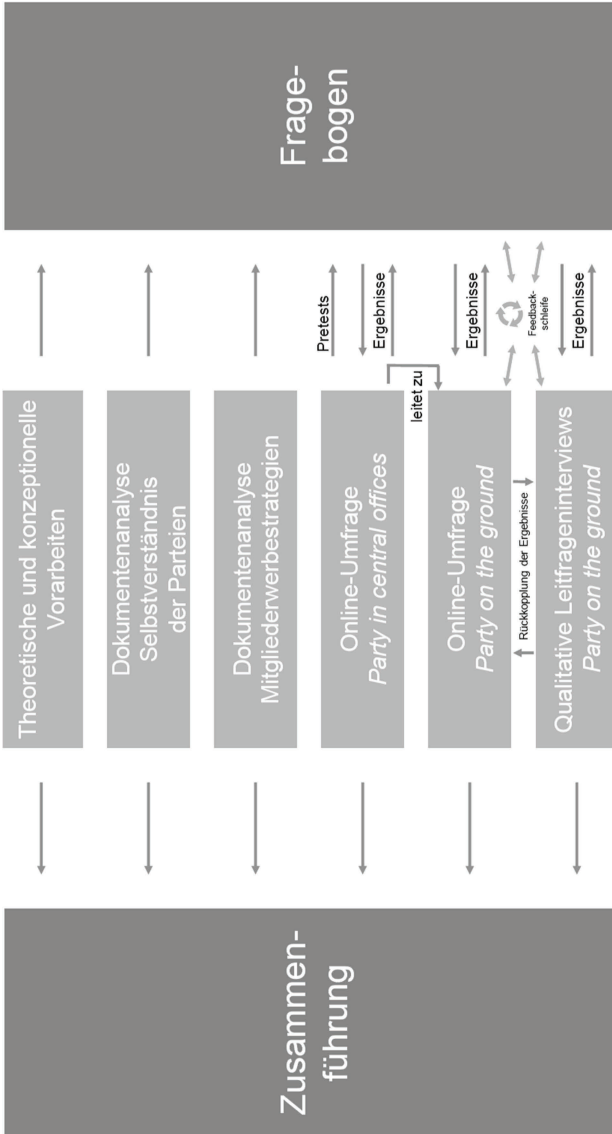 Zusammen-
führung
Theoretische und konzeptionelle
Vorarbeiten
Dokumentenanalyse
Selbstverständnis
der Parteien
Dokumentenanalyse
Mitgliederwerbestrategien
Online-Umfrage
Party in central offices
Online-Umfrage
Party on the ground
Qualitative Leitfrageninterviews
Party on the ground
Rückkopplung der Ergebnisse
leitet zu
Pretests
Ergebnisse
Ergebnisse
Feedback-
schleife
Ergebnisse
Frage-
bogen